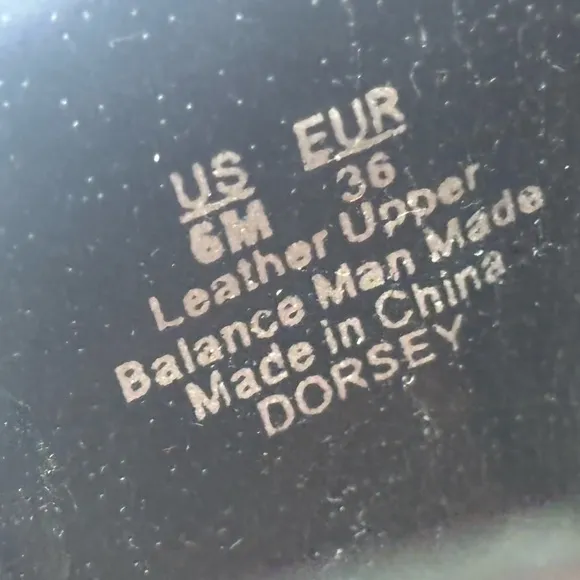 US EUR
6M 36
Leather Upper
Balance Man Made
Made in China
DORSEY